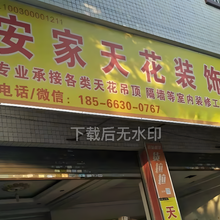 100300001211
安家天花装饰
专业承接各类天花吊顶 隔墙等室内装修工
电话/微信：185-6630-0767
下载后无水印
天